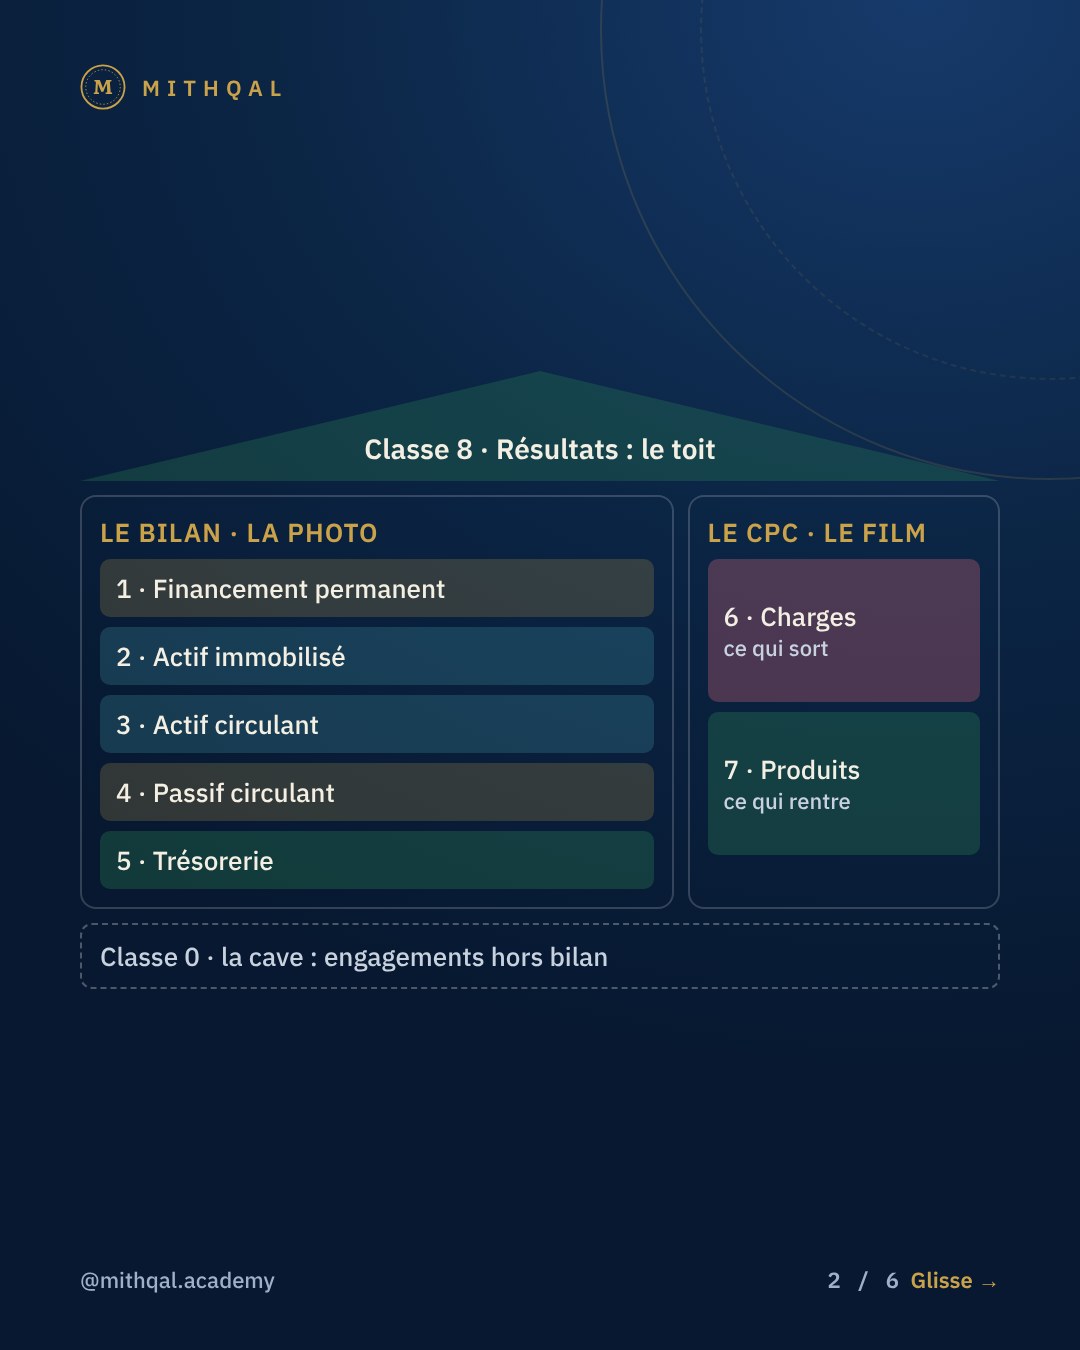 M MITHQAL
Classe 8 · Résultats : le toit
LE BILAN · LA PHOTO
1 · Financement permanent
2 · Actif immobilisé
3 · Actif circulant
4 · Passif circulant
5 · Trésorerie
LE CPC · LE FILM
6 · Charges
ce qui sort
7 · Produits
ce qui rentre
Classe 0 · la cave : engagements hors bilan
@mithqal.academy
2 / 6 Glisse →